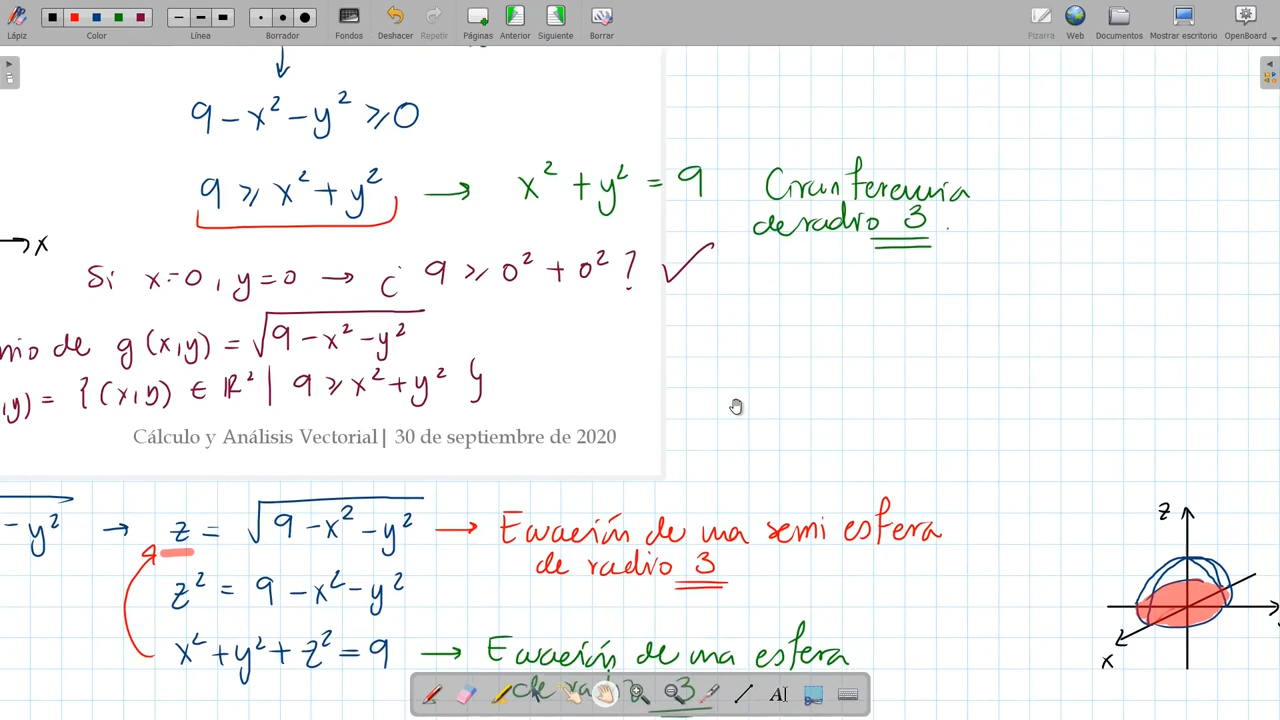 Lápiz Color Línea Borrador Fondos Deshacer Repetir Páginas Anterior Siguiente Borrar Pizarra Web Documentos Mostrar escritorio OpenBoard
9 - x² - y² ⩾ 0
9 ⩾ x² + y² → x² + y² = 9 Circunferencia
de radio 3.
x
Si x=0, y=0 → ¿ 9 ⩾ 0² + 0² ? ✓
nio de g(x,y) = √9 - x² - y²
,y) = {(x,y) ∈ ℝ² | 9 ⩾ x² + y² }
Cálculo y Análisis Vectorial| 30 de septiembre de 2020
- y² → z = √9 - x² - y² → Ecuación de una semi esfera
de radio 3
z
z² = 9 - x² - y²
x² + y² + z² = 9 → Ecuación de una esfera
x
de radio 3
AI